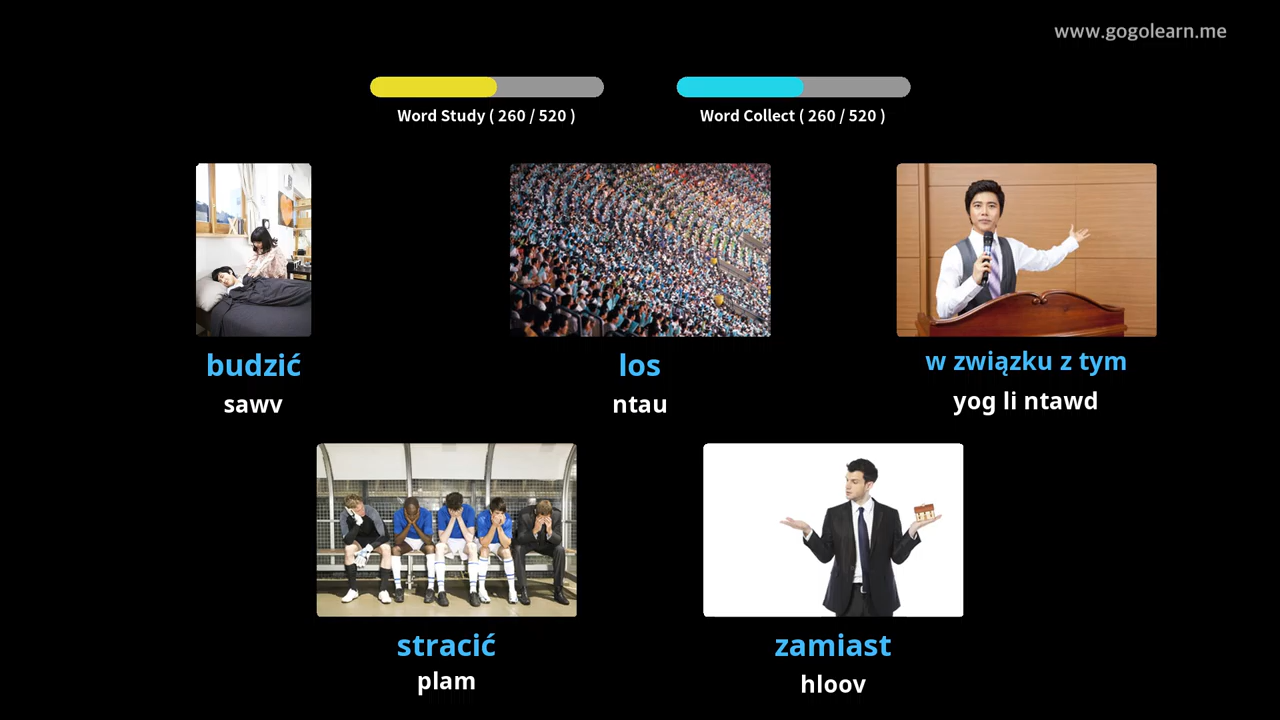 www.gogolearn.me
Word Study ( 260 / 520 )
Word Collect ( 260 / 520 )
budzić
sawv
los
ntau
w związku z tym
yog li ntawd
stracić
plam
zamiast
hloov